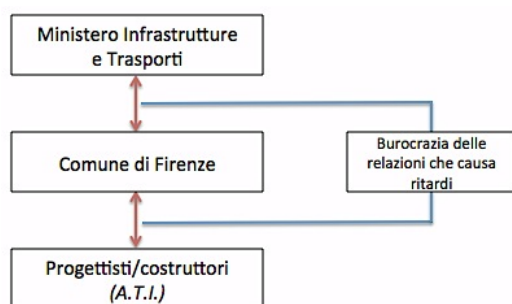 Ministero Infrastrutture
e Trasporti
Comune di Firenze
Burocrazia delle
relazioni che causa
ritardi
Progettisti/costruttori
(A.T.I.)